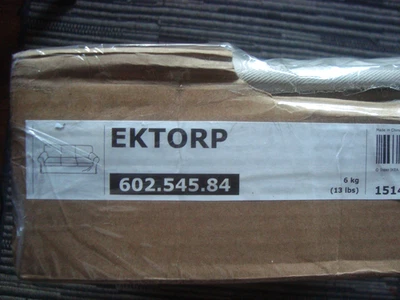 EKTORP
602.545.84
6 kg
(13 lbs)
1514